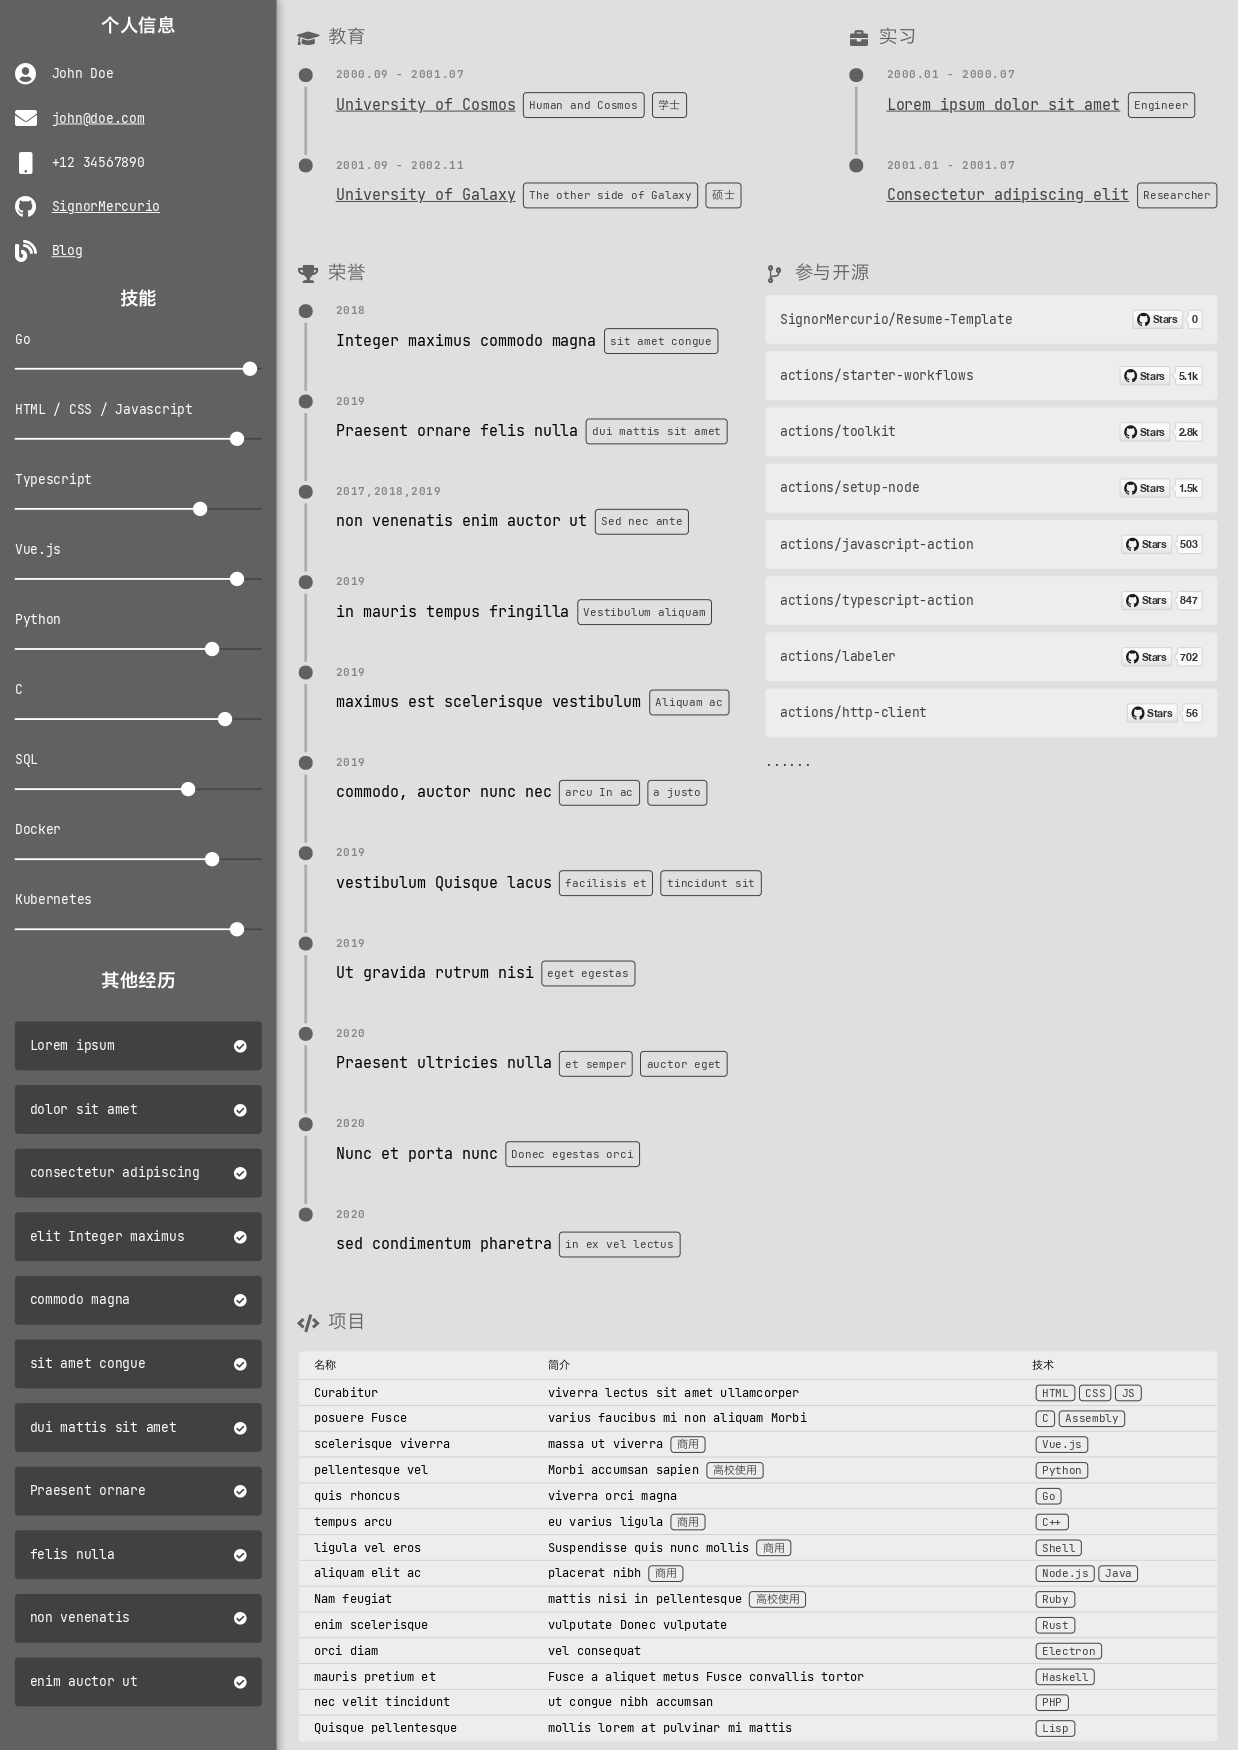 个人信息
John Doe
john@doe.com
+12 34567890
SignorMercurio
Blog
技能
Go
HTML / CSS / Javascript
Typescript
Vue.js
Python
C
SQL
Docker
Kubernetes
其他经历
Lorem ipsum
dolor sit amet
consectetur adipiscing
elit Integer maximus
commodo magna
sit amet congue
dui mattis sit amet
Praesent ornare
felis nulla
non venenatis
enim auctor ut
教育
2000.09 - 2001.07
University of Cosmos Human and Cosmos 学士
2001.09 - 2002.11
University of Galaxy The other side of Galaxy 硕士
实习
2000.01 - 2000.07
Lorem ipsum dolor sit amet Engineer
2001.01 - 2001.07
Consectetur adipiscing elit Researcher
荣誉
2018
Integer maximus commodo magna sit amet congue
2019
Praesent ornare felis nulla dui mattis sit amet
2017,2018,2019
non venenatis enim auctor ut Sed nec ante
2019
in mauris tempus fringilla Vestibulum aliquam
2019
maximus est scelerisque vestibulum Aliquam ac
2019
commodo, auctor nunc nec arcu In ac a justo
2019
vestibulum Quisque lacus facilisis et tincidunt sit
2019
Ut gravida rutrum nisi eget egestas
2020
Praesent ultricies nulla et semper auctor eget
2020
Nunc et porta nunc Donec egestas orci
2020
sed condimentum pharetra in ex vel lectus
参与开源
SignorMercurio/Resume-Template Stars 0
actions/starter-workflows Stars 5.1k
actions/toolkit Stars 2.8k
actions/setup-node Stars 1.5k
actions/javascript-action Stars 503
actions/typescript-action Stars 847
actions/labeler Stars 702
actions/http-client Stars 56
......
项目
名称 简介 技术
Curabitur viverra lectus sit amet ullamcorper HTML CSS JS
posuere Fusce varius faucibus mi non aliquam Morbi C Assembly
scelerisque viverra massa ut viverra 商用 Vue.js
pellentesque vel Morbi accumsan sapien 高校使用 Python
quis rhoncus viverra orci magna Go
tempus arcu eu varius ligula 商用 C++
ligula vel eros Suspendisse quis nunc mollis 商用 Shell
aliquam elit ac placerat nibh 商用 Node.js Java
Nam feugiat mattis nisi in pellentesque 高校使用 Ruby
enim scelerisque vulputate Donec vulputate Rust
orci diam vel consequat Electron
mauris pretium et Fusce a aliquet metus Fusce convallis tortor Haskell
nec velit tincidunt ut congue nibh accumsan PHP
Quisque pellentesque mollis lorem at pulvinar mi mattis Lisp